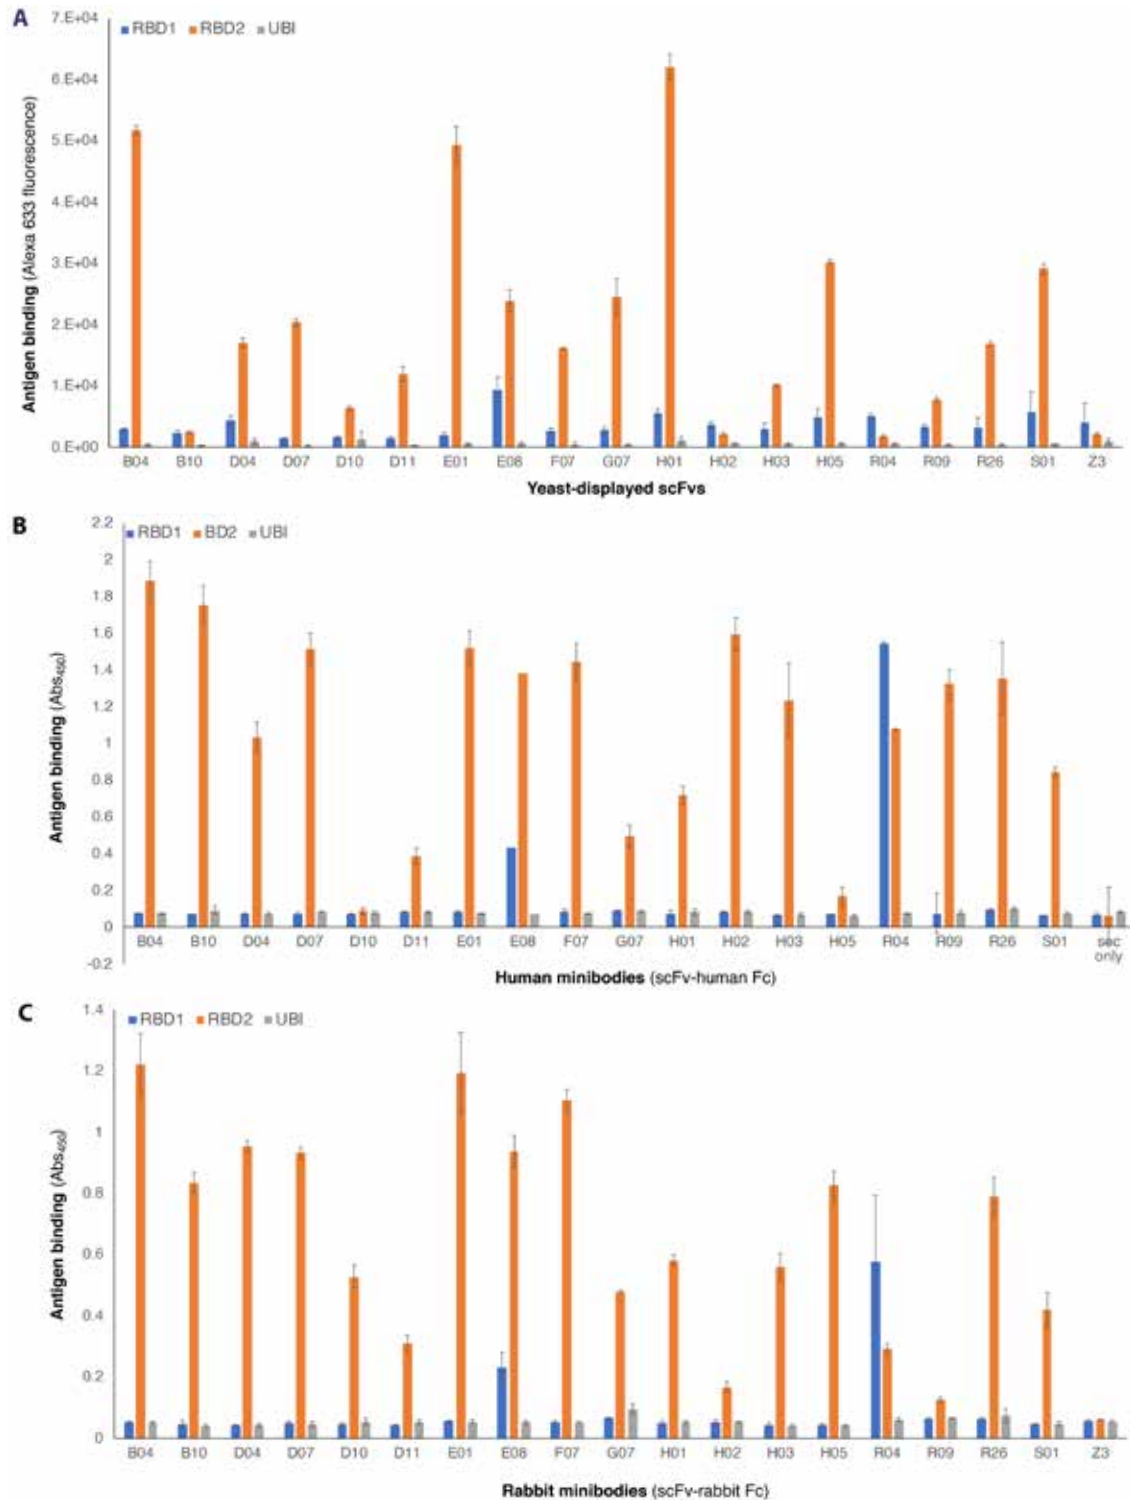 A
7.E+04
RBD1 RBD2 UBI
6.E+04
5.E+04
4.E+04
3.E+04
2.E+04
1.E+04
0.E+00
Antigen binding (Alexa 633 fluorescence)
B04 B10 D04 D07 D10 D11 E01 E08 F07 G07 H01 H02 H03 H05 R04 R09 R26 S01 Z3
Yeast-displayed scFvs
B
2.2
RBD1 BD2 UBI
2
1.8
1.6
1.4
1.2
1
0.8
0.6
0.4
0.2
0
-0.2
Antigen binding (Abs450)
B04 B10 D04 D07 D10 D11 E01 E08 F07 G07 H01 H02 H03 H05 R04 R09 R26 S01 sec
only
Human minibodies (scFv-human Fc)
C
1.4
RBD1 RBD2 UBI
1.2
1
0.8
0.6
0.4
0.2
0
Antigen binding (Abs450)
B04 B10 D04 D07 D10 D11 E01 E08 F07 G07 H01 H02 H03 H05 R04 R09 R26 S01 Z3
Rabbit minibodies (scFv-rabbit Fc)